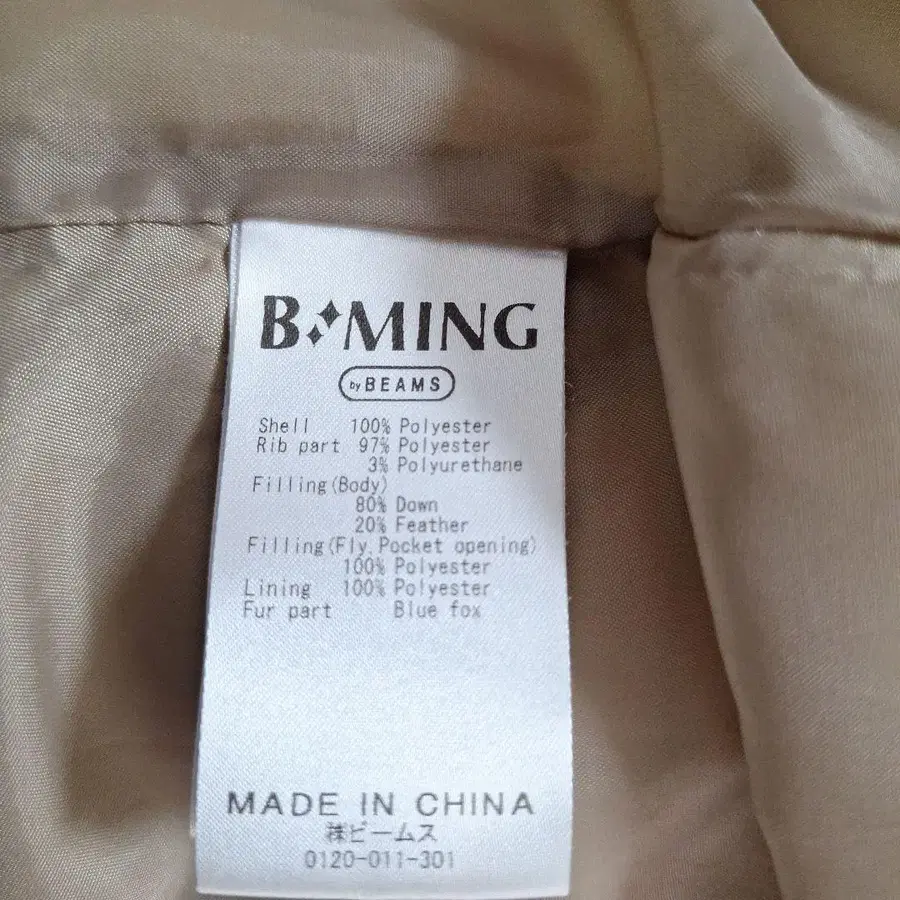 B MING
by BEAMS
Shell 100% Polyester
Rib part 97% Polyester
3% Polyurethane
Filling(Body)
80% Down
20% Feather
Filling(Fly, Pocket opening)
100% Polyester
Lining 100% Polyester
Fur part Blue fox
MADE IN CHINA
㈱ビームス
0120-011-301